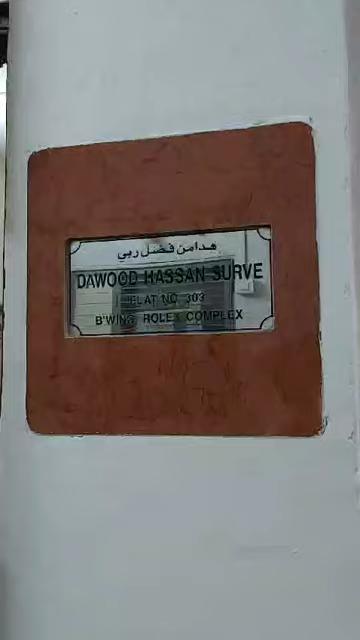 هدامن فضل ربي
DAWOOD HASSAN SURVE
FLAT NO. 303
B'WING ROLEX COMPLEX